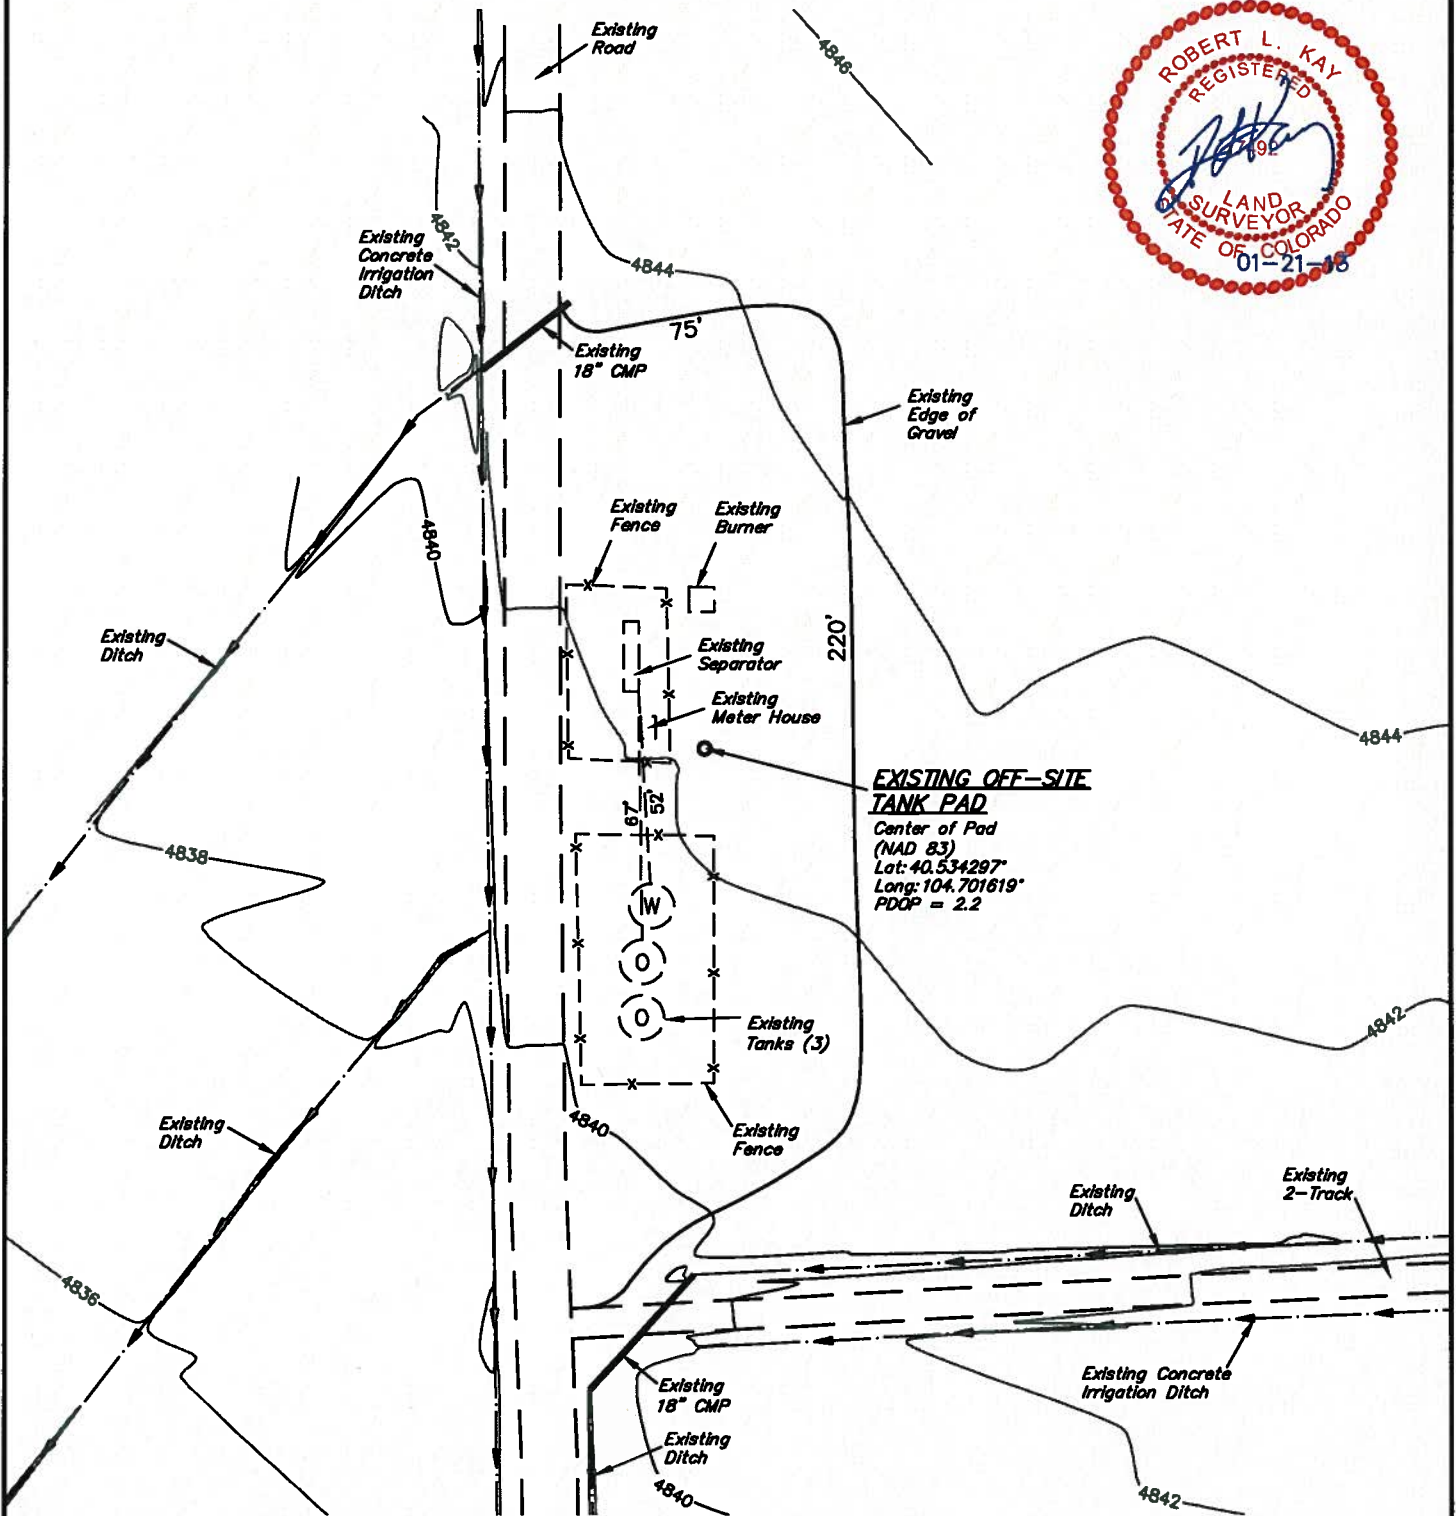 Existing
Road
4846
ROBERT L. KAY
REGISTERED
LAND
SURVEYOR
STATE OF COLORADO
4842
Existing
Concrete
Irrigation
Ditch
4844
75'
Existing
18" CMP
Existing
Edge of
Gravel
4840
Existing
Fence
Existing
Burner
Existing
Ditch
Existing
Separator
220'
Existing
Meter House
4844
EXISTING OFF-SITE
TANK PAD
Center of Pad
(NAD 83)
Lat: 40.534297°
Long: 104.701619°
PDOP = 2.2
67'
52'
4838
W
O
O
Existing
Tanks (3)
4842
Existing
Ditch
4840
Existing
Fence
Existing
Ditch
Existing
2-Track
4836
Existing
18" CMP
Existing Concrete
Irrigation Ditch
Existing
Ditch
4840
4842